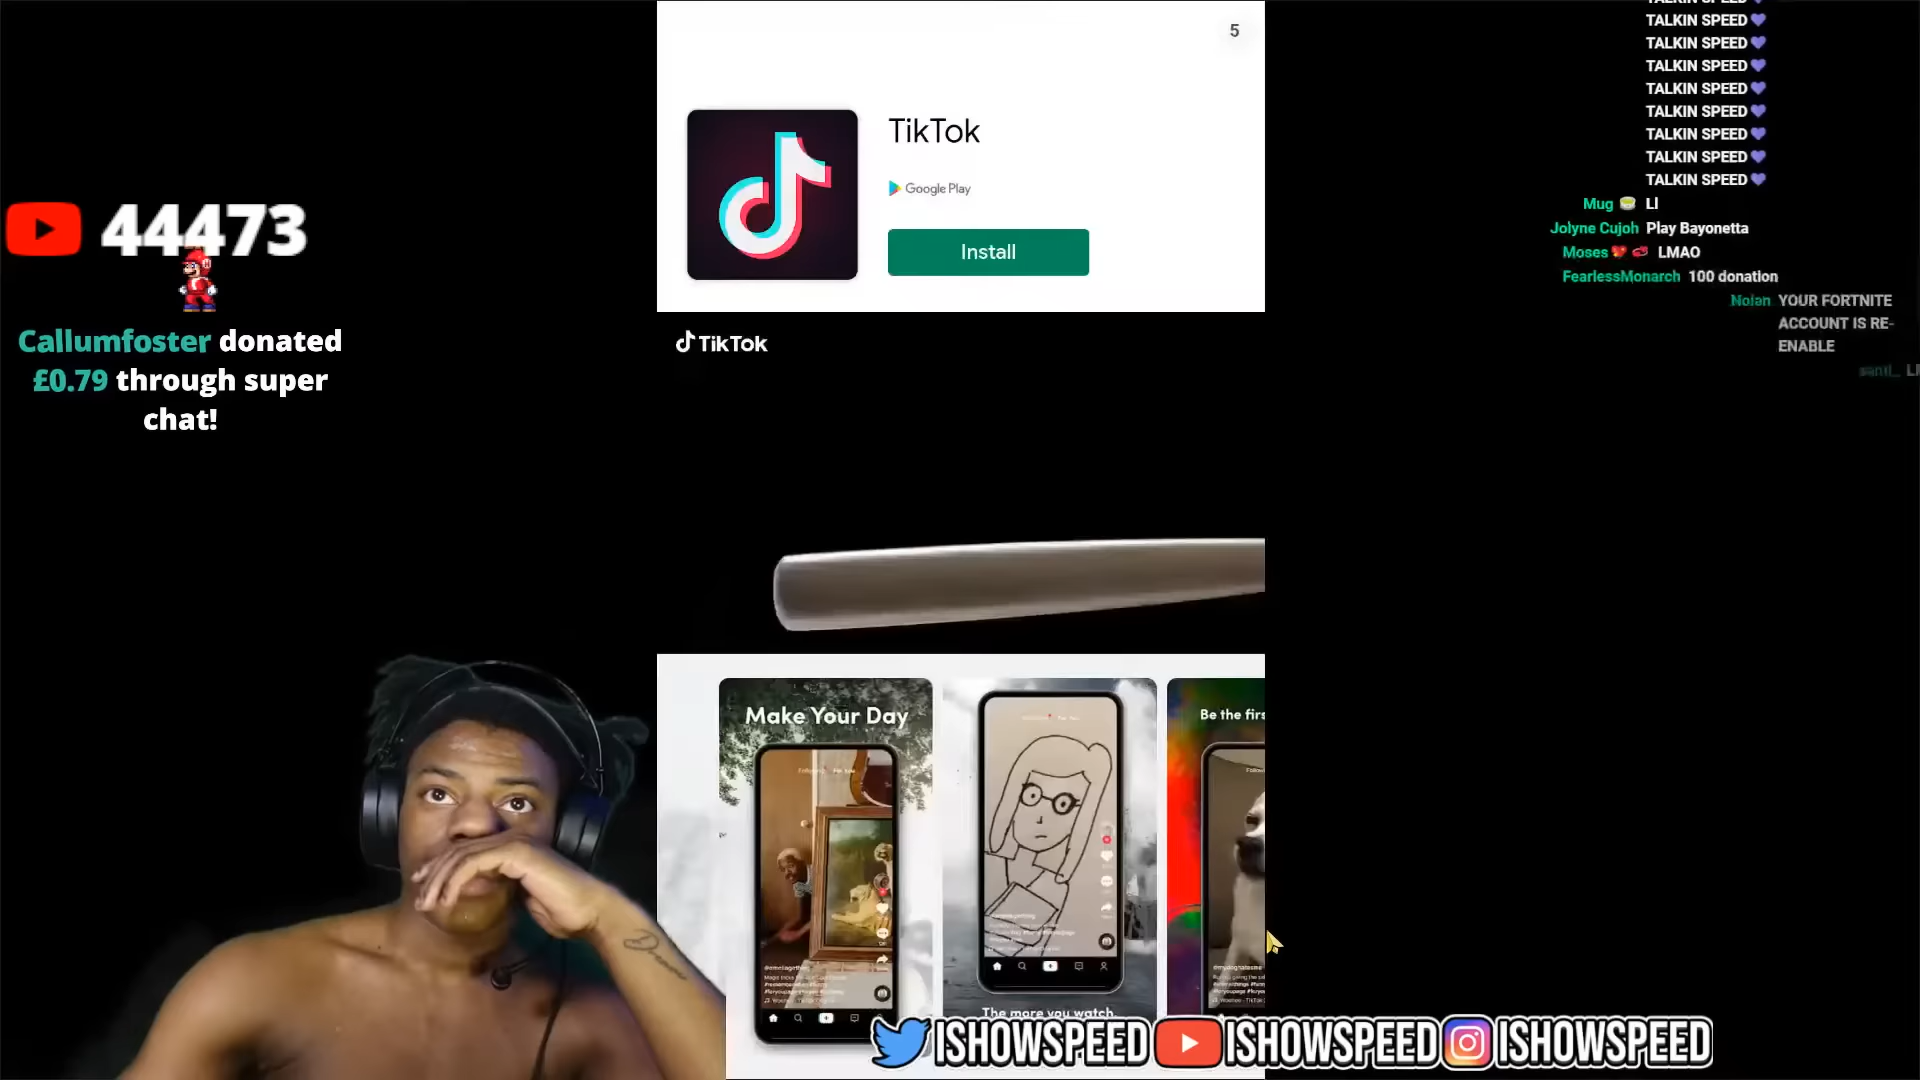 44473
Callumfoster donated
£0.79 through super
chat!
5
TikTok
Google Play
Install
TikTok
Make Your Day
Be the firs
The more you watch,
TALKIN SPEED💜
TALKIN SPEED💜
TALKIN SPEED💜
TALKIN SPEED💜
TALKIN SPEED💜
TALKIN SPEED💜
TALKIN SPEED💜
TALKIN SPEED💜
TALKIN SPEED💜
Mug LI
Jolyne Cujoh Play Bayonetta
Moses LMAO
FearlessMonarch 100 donation
Nolan YOUR FORTNITE
ACCOUNT IS RE-
ENABLE
ISHOWSPEED ISHOWSPEED ISHOWSPEED